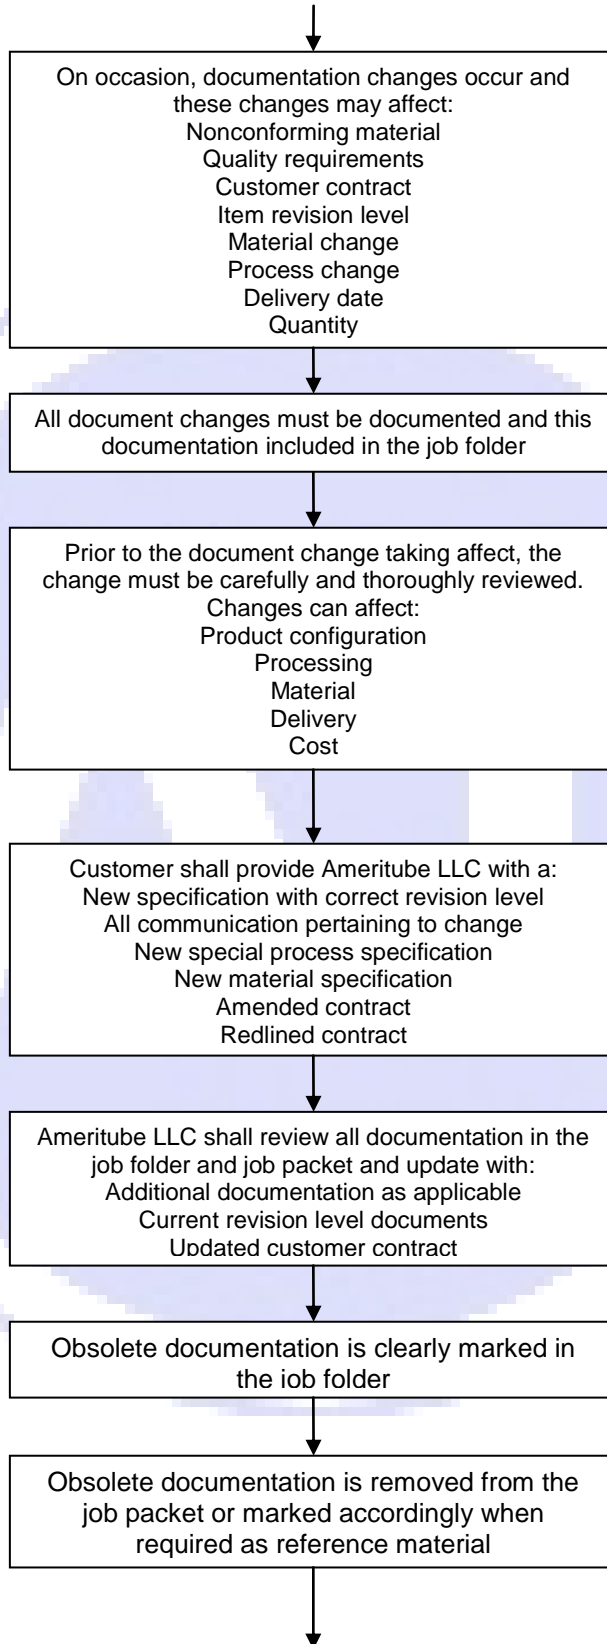 On occasion, documentation changes occur and
these changes may affect:
Nonconforming material
Quality requirements
Customer contract
Item revision level
Material change
Process change
Delivery date
Quantity
All document changes must be documented and this
documentation included in the job folder
Prior to the document change taking affect, the
change must be carefully and thoroughly reviewed.
Changes can affect:
Product configuration
Processing
Material
Delivery
Cost
Customer shall provide Ameritube LLC with a:
New specification with correct revision level
All communication pertaining to change
New special process specification
New material specification
Amended contract
Redlined contract
Ameritube LLC shall review all documentation in the
job folder and job packet and update with:
Additional documentation as applicable
Current revision level documents
Updated customer contract
Obsolete documentation is clearly marked in
the job folder
Obsolete documentation is removed from the
job packet or marked accordingly when
required as reference material